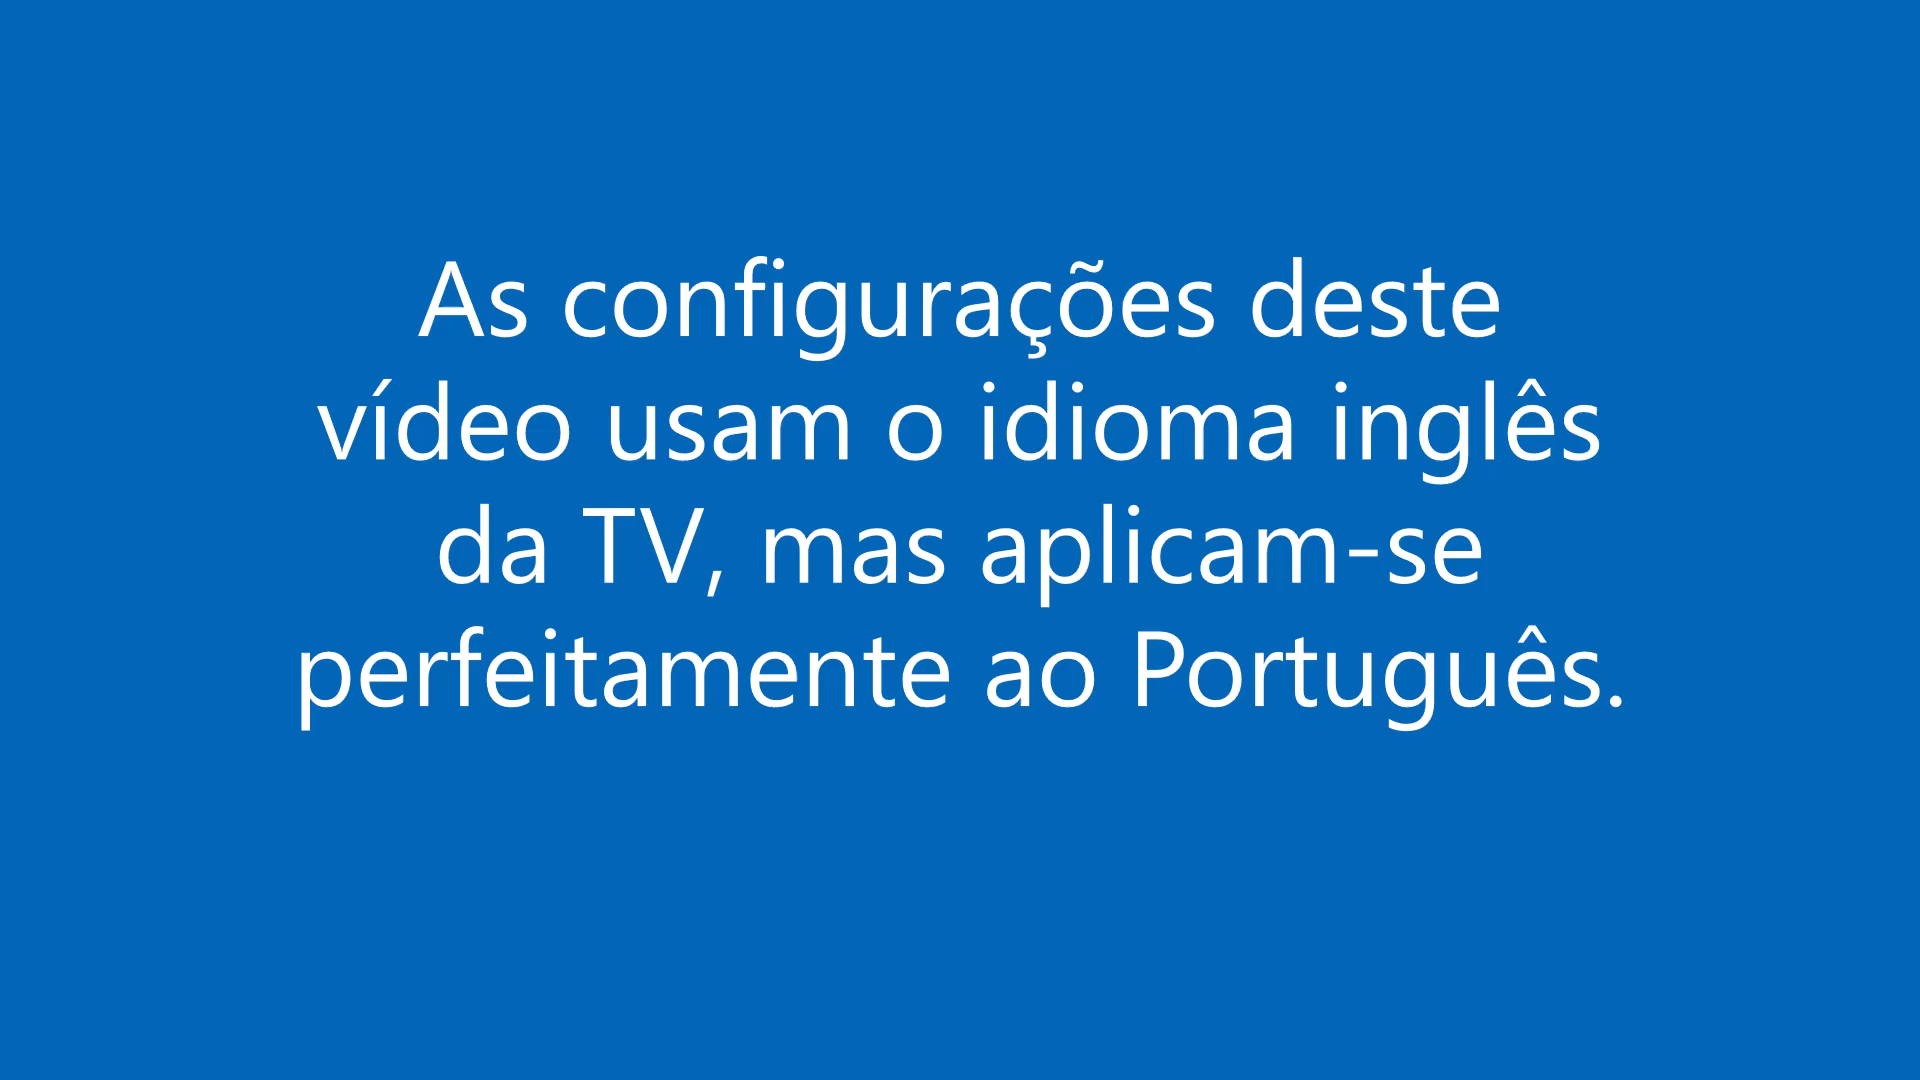 As configurações deste
vídeo usam o idioma inglês
da TV, mas aplicam-se
perfeitamente ao Português.